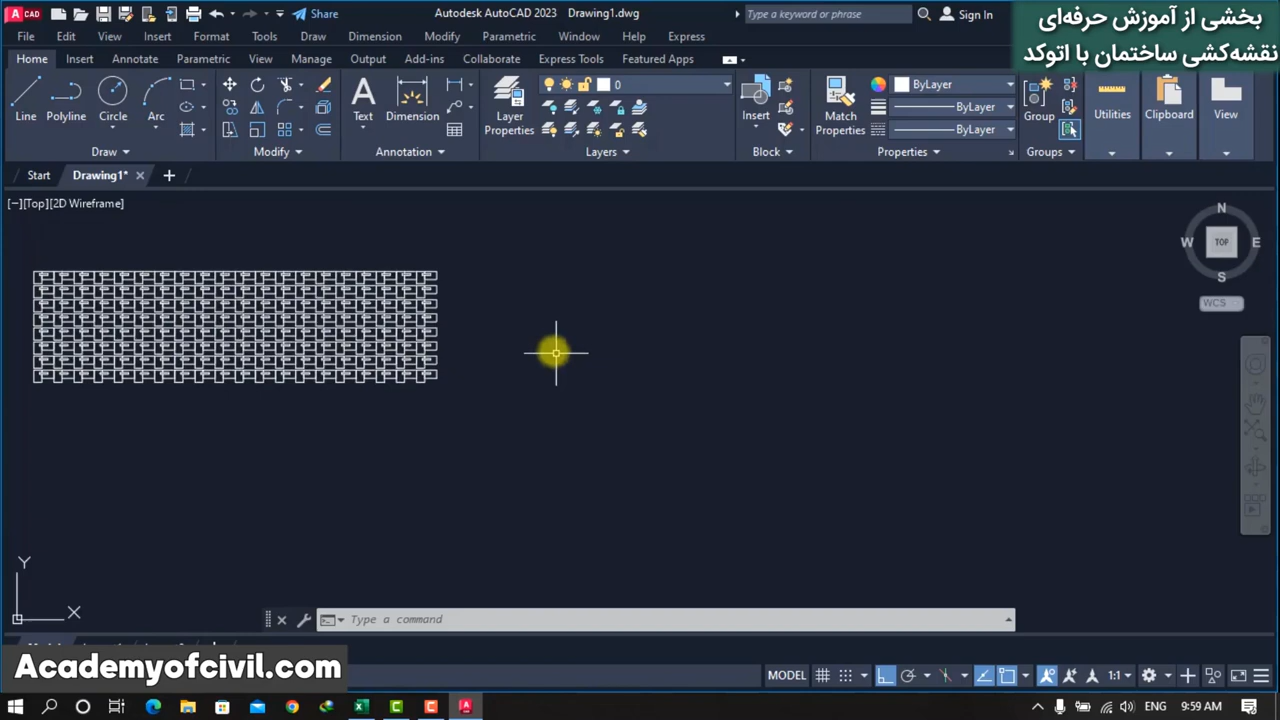 CAD
Share
Autodesk AutoCAD 2023 Drawing1.dwg
Type a keyword or phrase
Sign In
بخشی از آموزش حرفه‌ای
نقشه‌کشی ساختمان با اتوکد
File Edit View Insert Format Tools Draw Dimension Modify Parametric Window Help Express
Home Insert Annotate Parametric View Manage Output Add-ins Collaborate Express Tools Featured Apps
Line Polyline Circle Arc
Text Dimension
Layer Properties
0
Insert
Match Properties
ByLayer
ByLayer
ByLayer
Group
Utilities
Clipboard
View
Draw Modify Annotation Layers Block Properties Groups
Start Drawing1*
[−][Top][2D Wireframe]
N
W TOP E
S
WCS
Y
X
Type a command
Academyofcivil.com
MODEL 1:1
ENG 9:59 AM